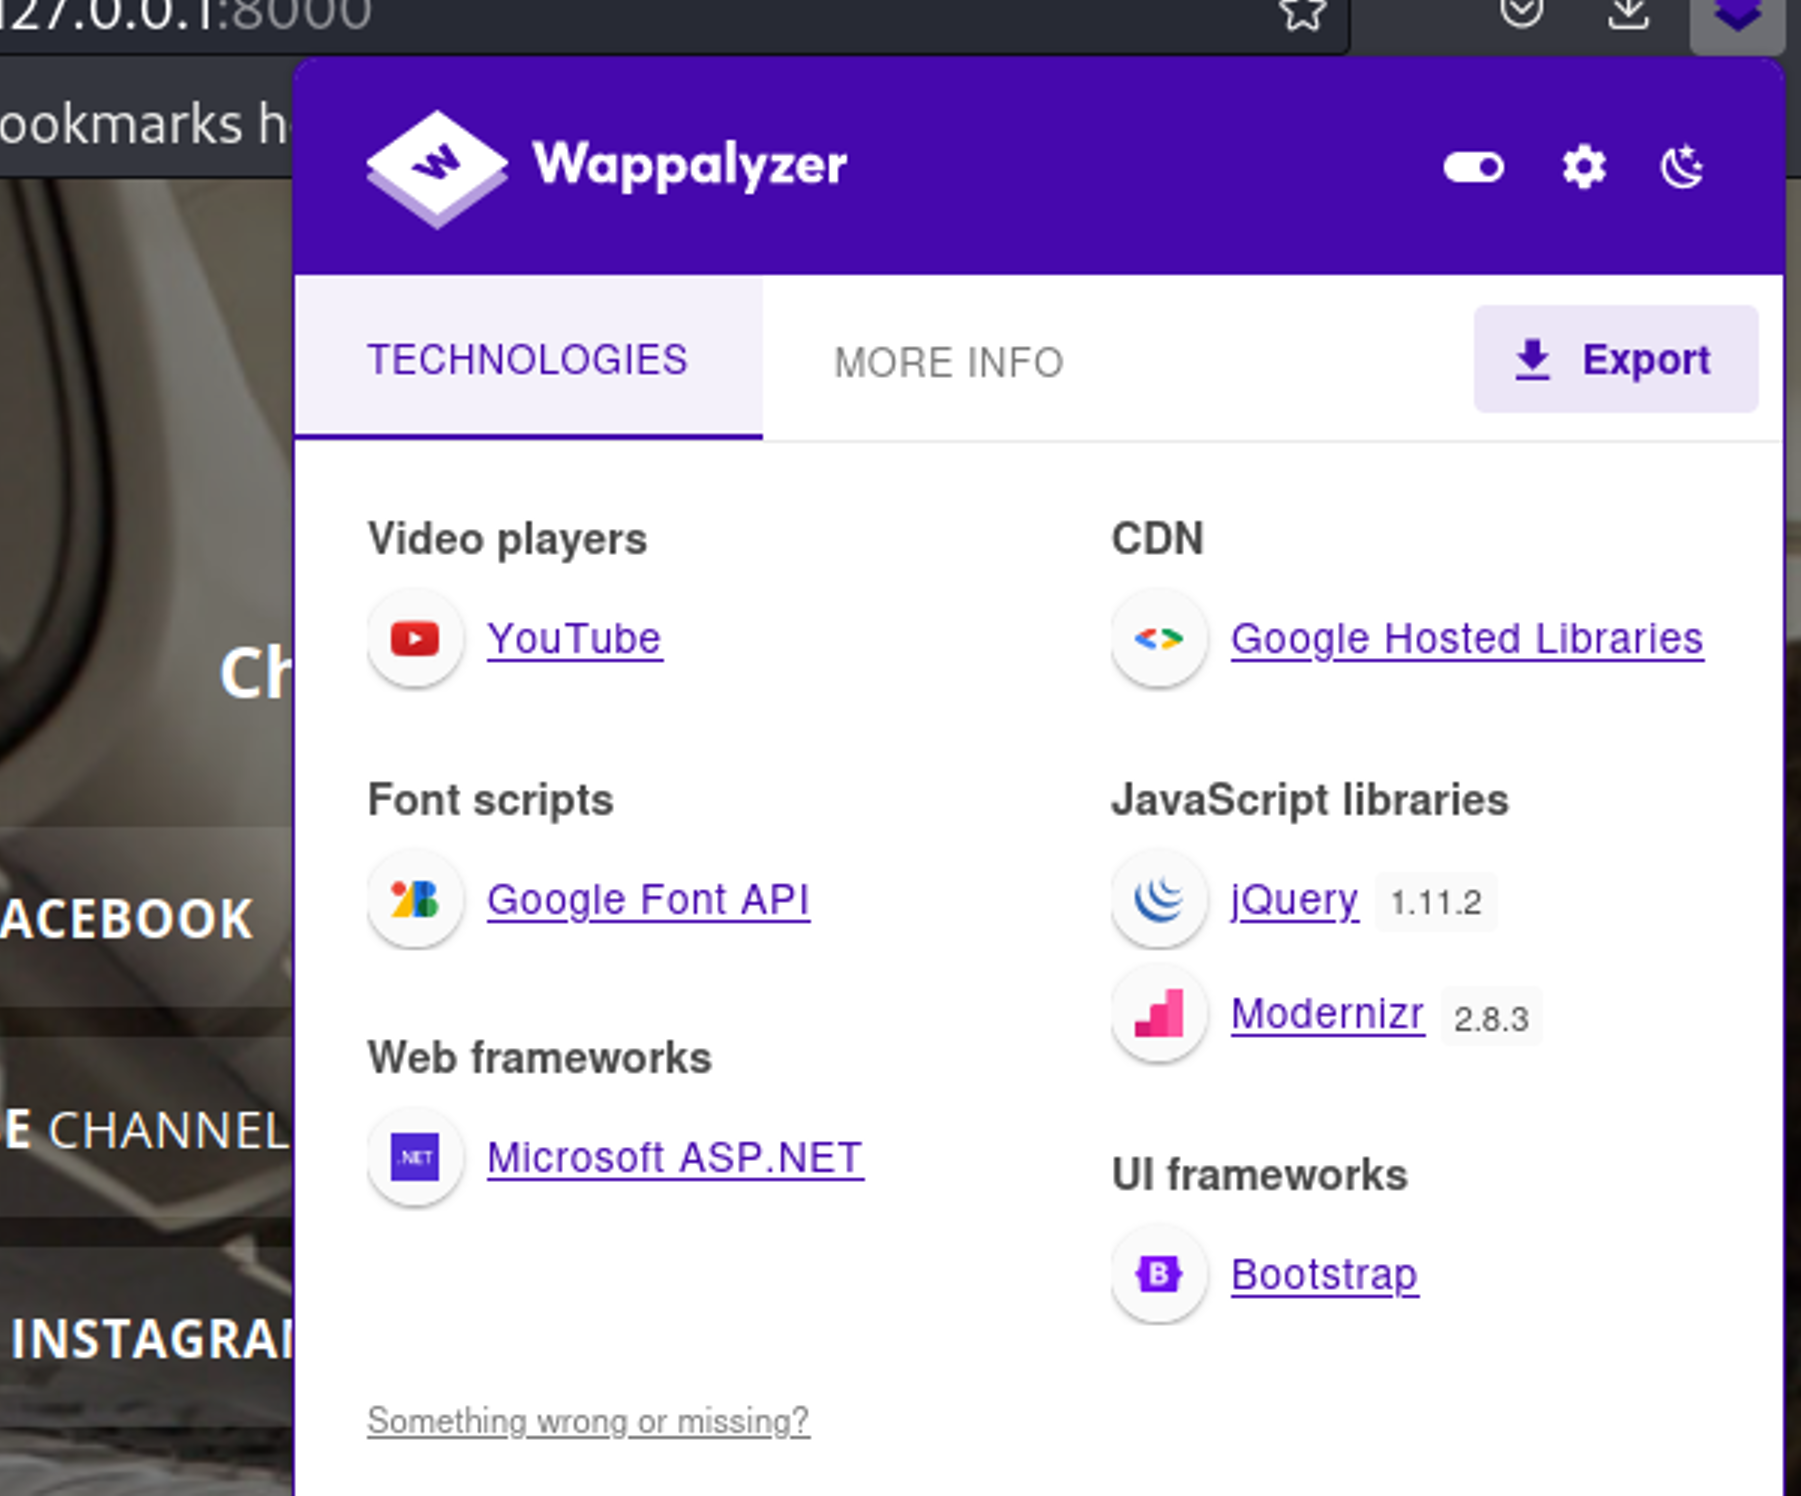 127.0.0.1:8000
ookmarks h
Wappalyzer
TECHNOLOGIES
MORE INFO
Export
Video players
YouTube
Font scripts
Google Font API
Web frameworks
.NET Microsoft ASP.NET
CDN
Google Hosted Libraries
JavaScript libraries
jQuery 1.11.2
Modernizr 2.8.3
UI frameworks
B Bootstrap
Something wrong or missing?
Ch
ACEBOOK
E CHANNEL
INSTAGRA